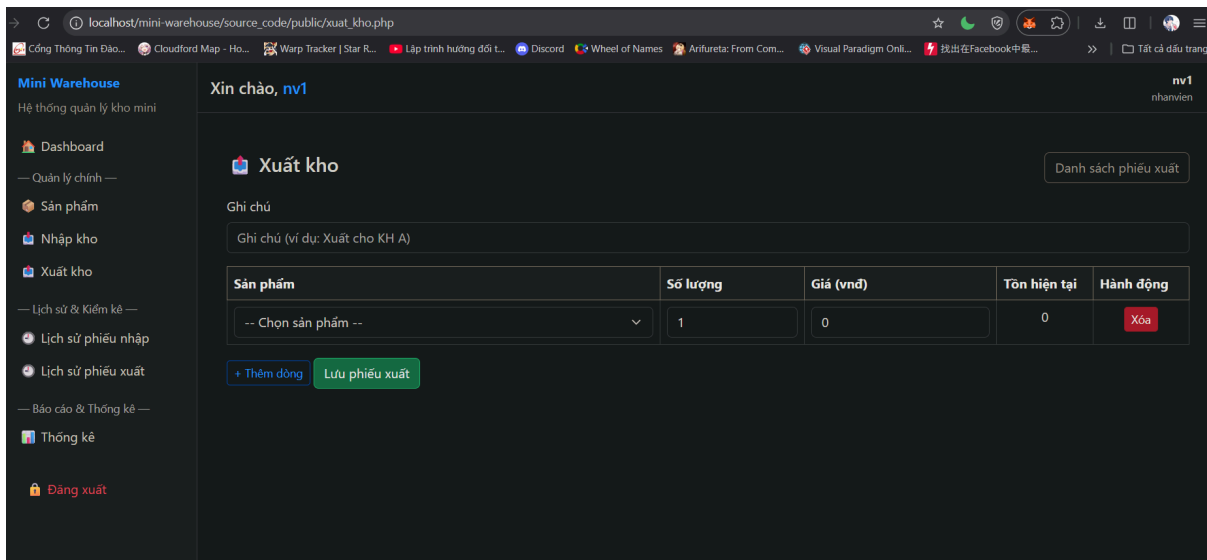 localhost/mini-warehouse/source_code/public/xuat_kho.php
Cổng Thông Tin Đào... Cloudford Map - Ho... Warp Tracker | Star R... Lập trình hướng đối t... Discord Wheel of Names Arifureta: From Com... Visual Paradigm Onli... 找出在Facebook中最... >> Tất cả dấu trang
Mini Warehouse
Hệ thống quản lý kho mini
Xin chào, nv1
nv1
nhanvien
Dashboard
— Quản lý chính —
Sản phẩm
Nhập kho
Xuất kho
— Lịch sử & Kiểm kê —
Lịch sử phiếu nhập
Lịch sử phiếu xuất
— Báo cáo & Thống kê —
Thống kê
Đăng xuất
Xuất kho
Danh sách phiếu xuất
Ghi chú
Ghi chú (ví dụ: Xuất cho KH A)
Sản phẩm Số lượng Giá (vnđ) Tồn hiện tại Hành động
-- Chọn sản phẩm -- 1 0 0 Xóa
+ Thêm dòng Lưu phiếu xuất